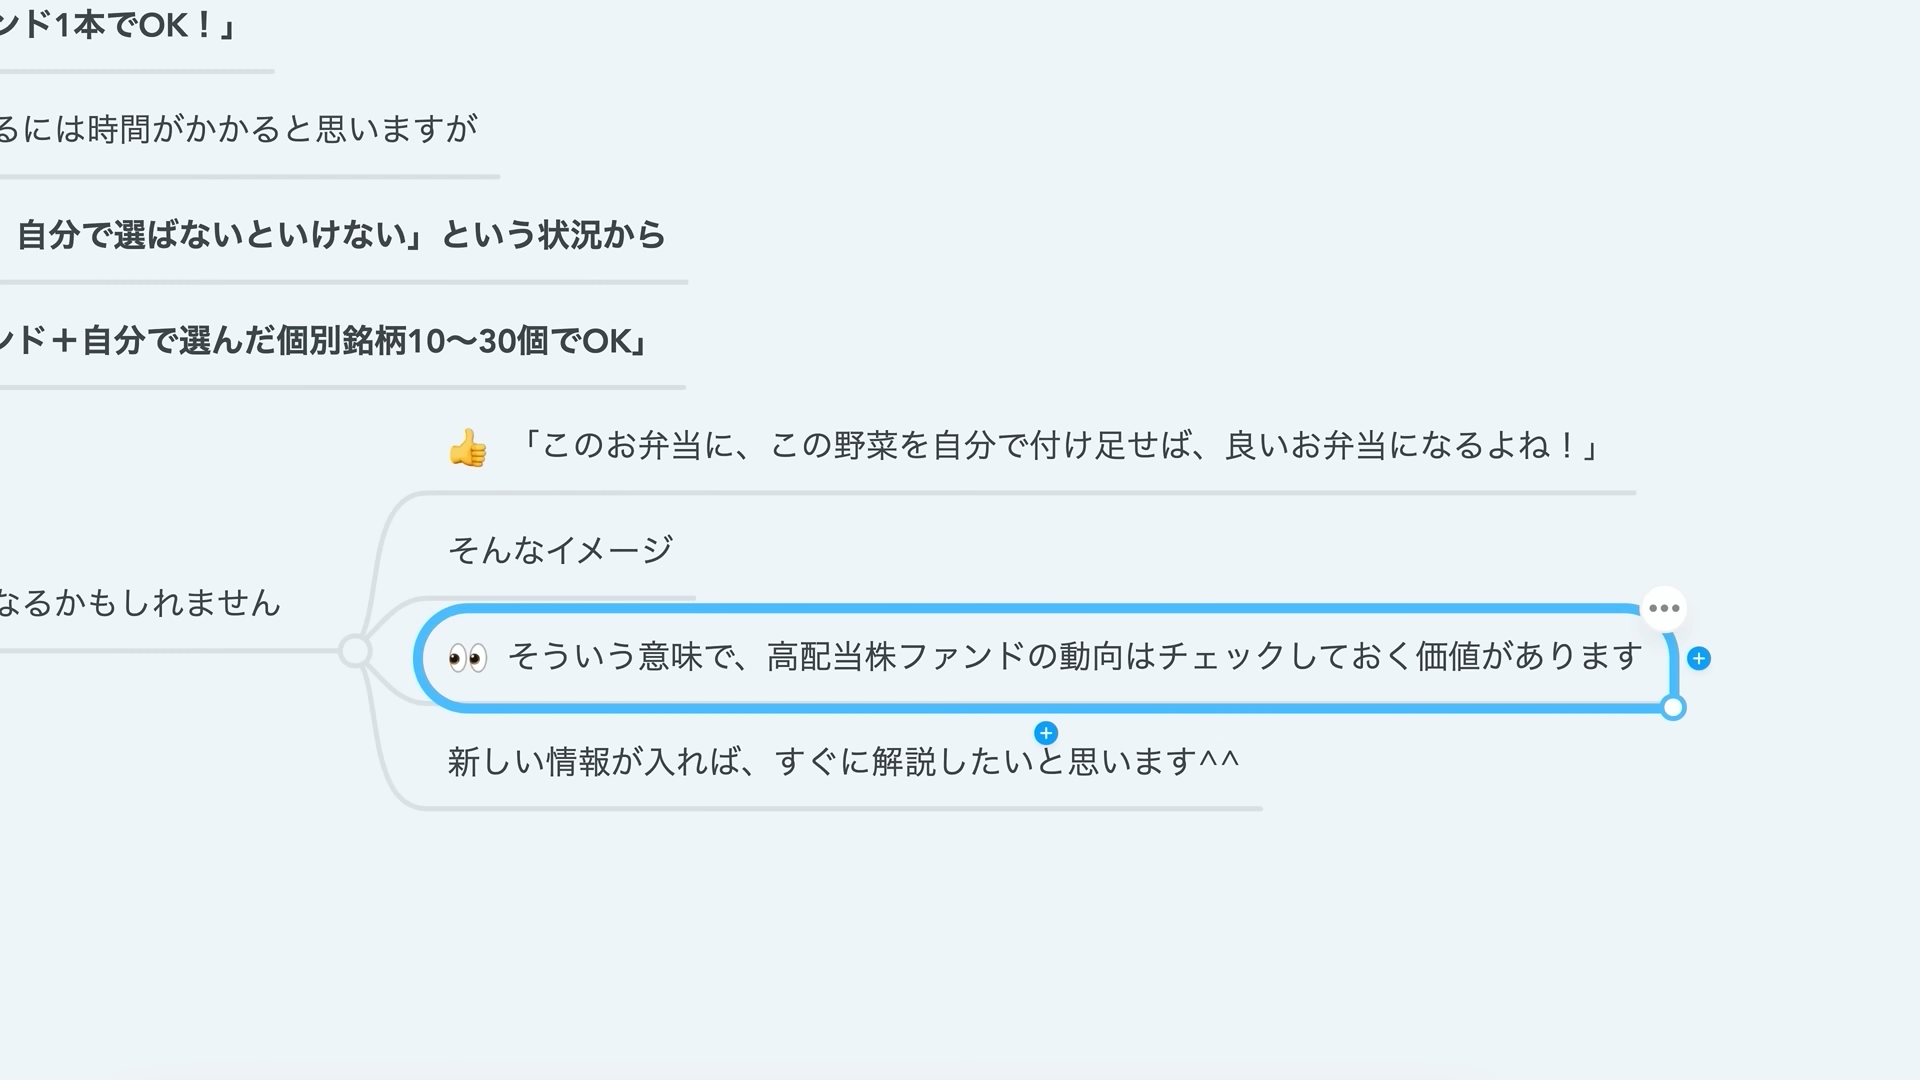 ンド1本でOK！」
るには時間がかかると思いますが
自分で選ばないといけない」という状況から
ンド＋自分で選んだ個別銘柄10〜30個でOK」
👍 「このお弁当に、この野菜を自分で付け足せば、良いお弁当になるよね！」
そんなイメージ
なるかもしれません
👀 そういう意味で、高配当株ファンドの動向はチェックしておく価値があります
新しい情報が入れば、すぐに解説したいと思います^^